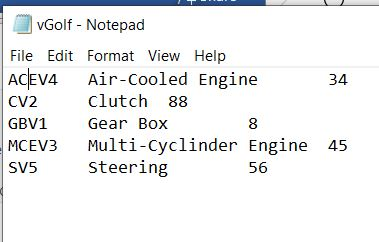 vGolf - Notepad
File Edit Format View Help
ACEV4 Air-Cooled Engine 34
CV2 Clutch 88
GBV1 Gear Box 8
MCEV3 Multi-Cyclinder Engine 45
SV5 Steering 56